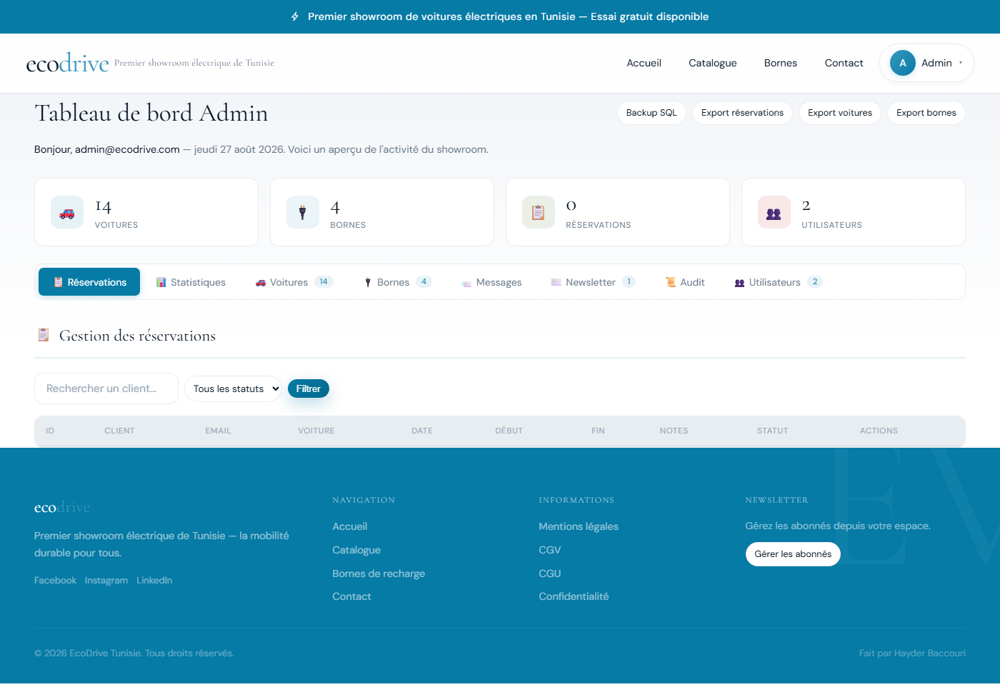 Premier showroom de voitures électriques en Tunisie — Essai gratuit disponible
ecodrive Premier showroom électrique de Tunisie
Accueil Catalogue Bornes Contact A Admin
Tableau de bord Admin
Backup SQL Export réservations Export voitures Export bornes
Bonjour, admin@ecodrive.com — jeudi 27 août 2026. Voici un aperçu de l'activité du showroom.
14
VOITURES
4
BORNES
0
RÉSERVATIONS
2
UTILISATEURS
Réservations Statistiques Voitures 14 Bornes 4 Messages Newsletter 1 Audit Utilisateurs 2
Gestion des réservations
Rechercher un client... Tous les statuts Filtrer
ID CLIENT EMAIL VOITURE DATE DÉBUT FIN NOTES STATUT ACTIONS
EV
ecodrive
Premier showroom électrique de Tunisie — la mobilité
durable pour tous.
Facebook Instagram LinkedIn
NAVIGATION
Accueil
Catalogue
Bornes de recharge
Contact
INFORMATIONS
Mentions légales
CGV
CGU
Confidentialité
NEWSLETTER
Gérez les abonnés depuis votre espace.
Gérer les abonnés
© 2026 EcoDrive Tunisie. Tous droits réservés.
Fait par Hayder Baccouri